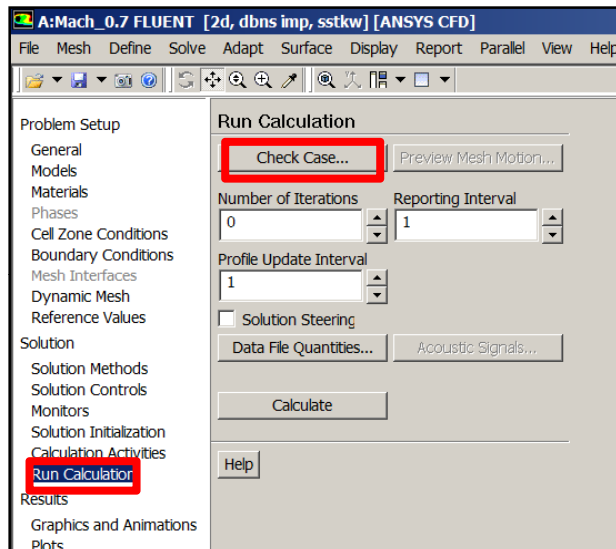 A:Mach_0.7 FLUENT [2d, dbns imp, sstkw] [ANSYS CFD]
File Mesh Define Solve Adapt Surface Display Report Parallel View Help
Problem Setup
General
Models
Materials
Phases
Cell Zone Conditions
Boundary Conditions
Mesh Interfaces
Dynamic Mesh
Reference Values
Solution
Solution Methods
Solution Controls
Monitors
Solution Initialization
Calculation Activities
Run Calculation
Results
Graphics and Animations
Plots
Run Calculation
Check Case... Preview Mesh Motion...
Number of Iterations Reporting Interval
0 1
Profile Update Interval
1
Solution Steering
Data File Quantities... Acoustic Signals...
Calculate
Help